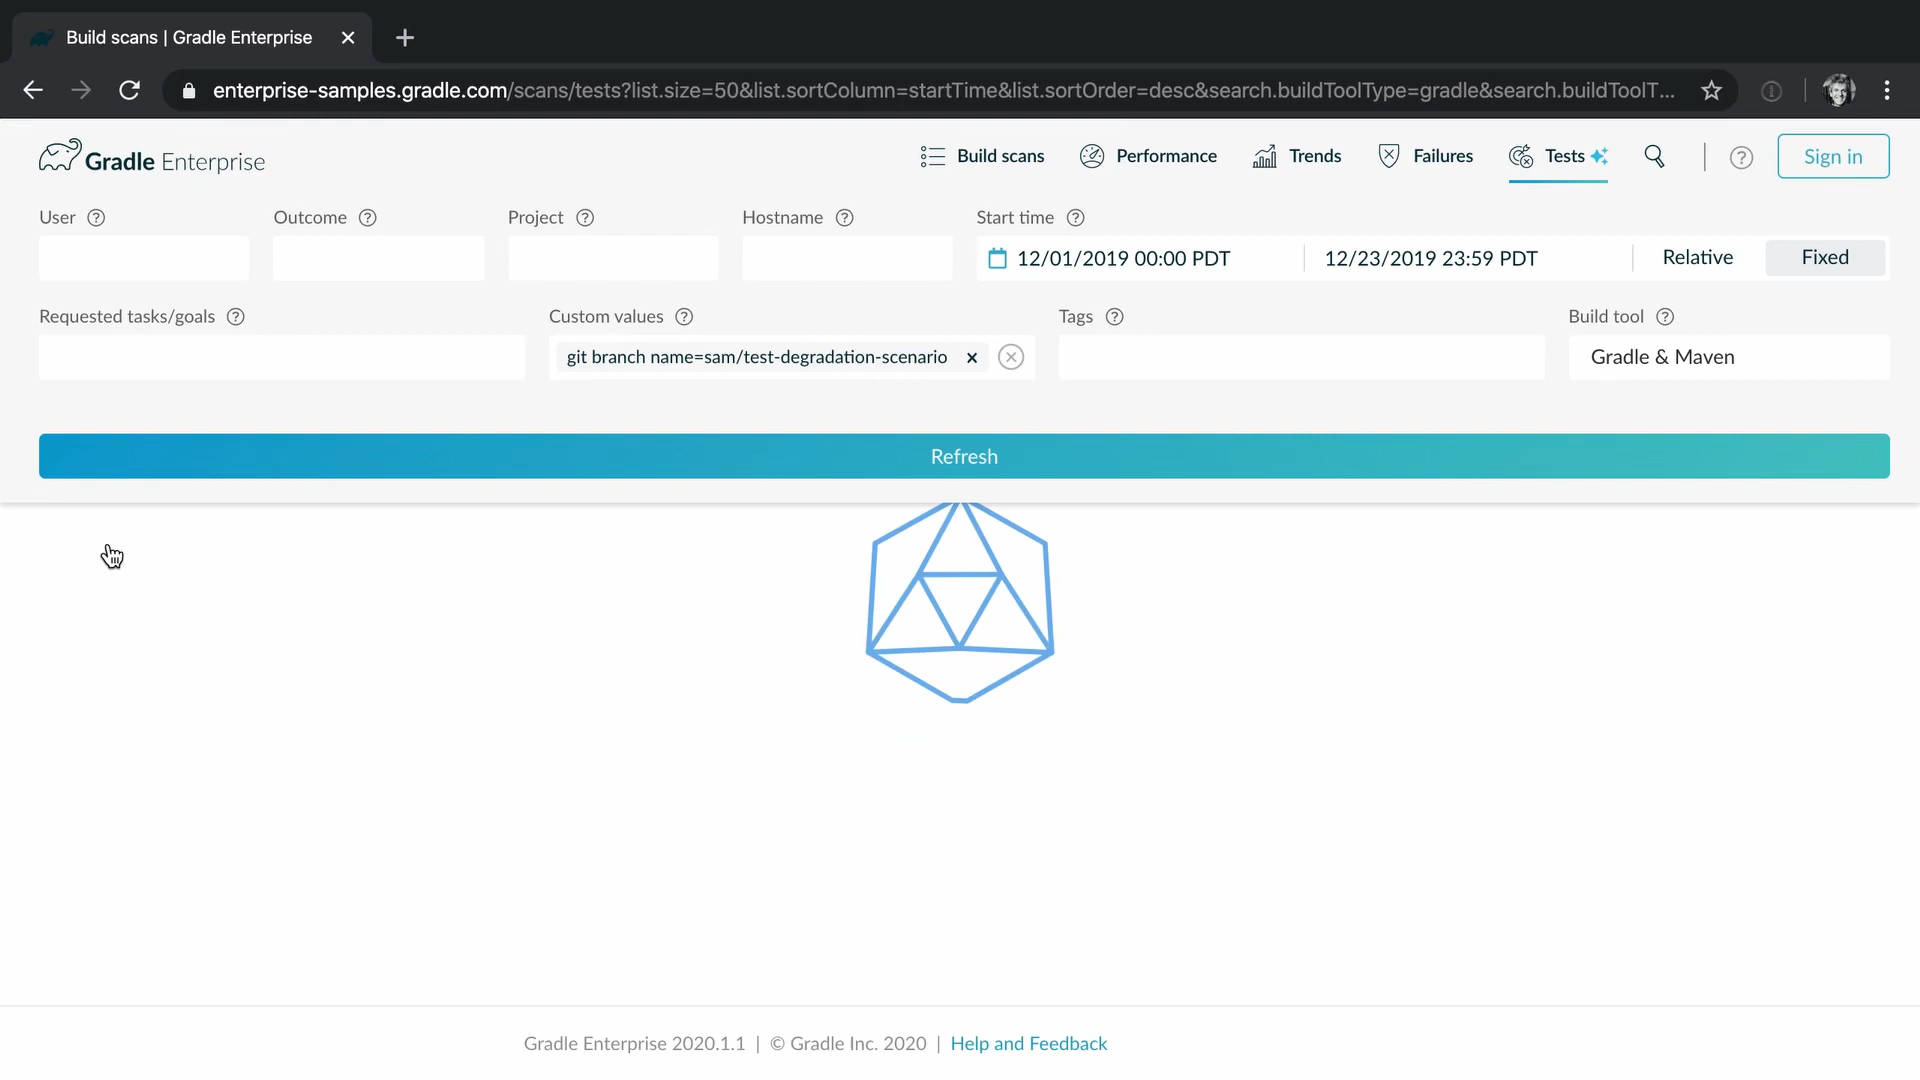 Build scans | Gradle Enterprise
enterprise-samples.gradle.com/scans/tests?list.size=50&list.sortColumn=startTime&list.sortOrder=desc&search.buildToolType=gradle&search.buildToolT...
Gradle Enterprise
Build scans
Performance
Trends
Failures
Tests
Sign in
User
Outcome
Project
Hostname
Start time
12/01/2019 00:00 PDT
12/23/2019 23:59 PDT
Relative
Fixed
Requested tasks/goals
Custom values
Tags
Build tool
git branch name=sam/test-degradation-scenario
Gradle & Maven
Refresh
Gradle Enterprise 2020.1.1 | © Gradle Inc. 2020 | Help and Feedback